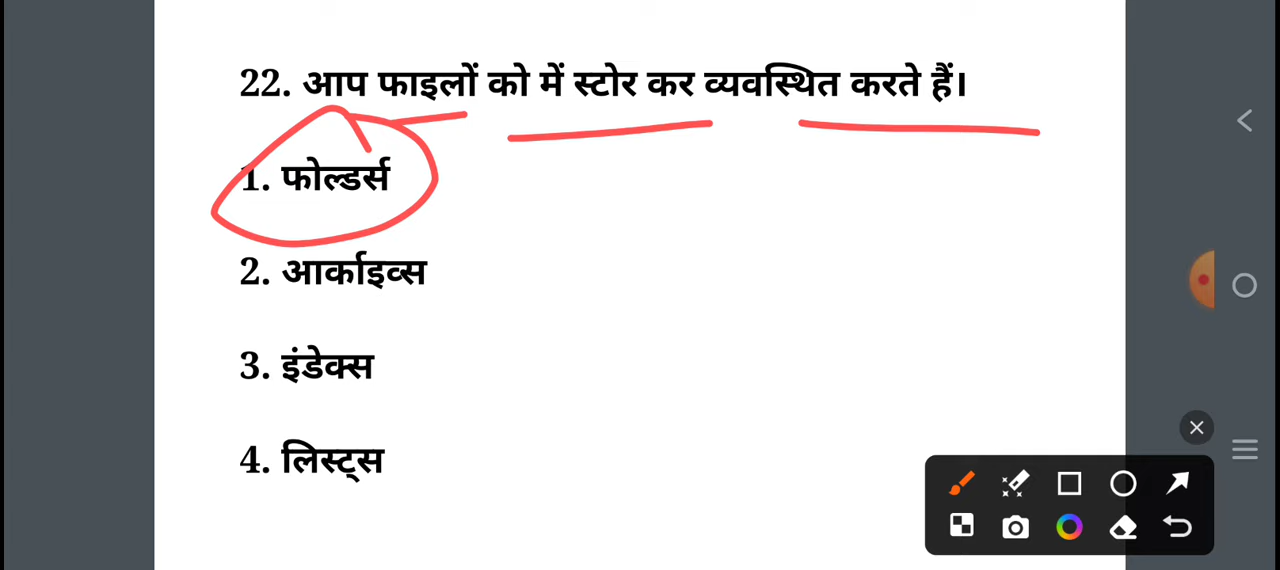 22. आप फाइलों को में स्टोर कर व्यवस्थित करते हैं।
1. फोल्डर्स
2. आर्काइव्स
3. इंडेक्स
4. लिस्ट्स